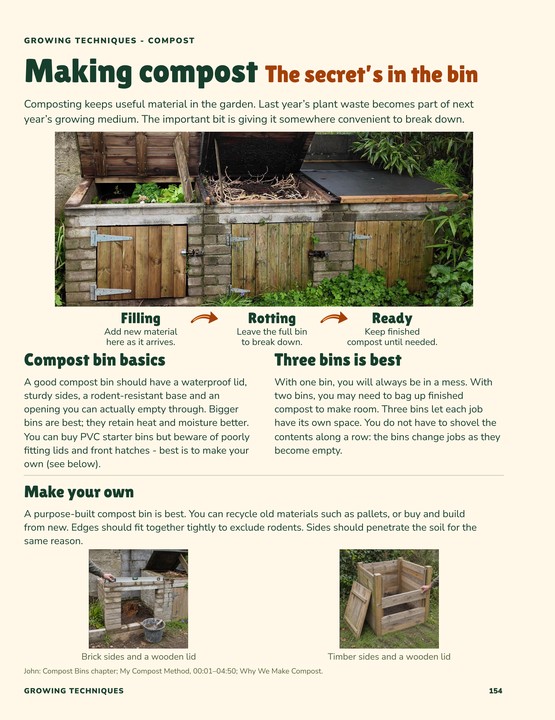 GROWING TECHNIQUES - COMPOST
Making compost The secret's in the bin
Composting keeps useful material in the garden. Last year's plant waste becomes part of next
year's growing medium. The important bit is giving it somewhere convenient to break down.
Filling
Add new material
here as it arrives.
Rotting
Leave the full bin
to break down.
Ready
Keep finished
compost until needed.
Compost bin basics
A good compost bin should have a waterproof lid,
sturdy sides, a rodent-resistant base and an
opening you can actually empty through. Bigger
bins are best; they retain heat and moisture better.
You can buy PVC starter bins but beware of poorly
fitting lids and front hatches - best is to make your
own (see below).
Three bins is best
With one bin, you will always be in a mess. With
two bins, you may need to bag up finished
compost to make room. Three bins let each job
have its own space. You do not have to shovel the
contents along a row: the bins change jobs as they
become empty.
Make your own
A purpose-built compost bin is best. You can recycle old materials such as pallets, or buy and build
from new. Edges should fit together tightly to exclude rodents. Sides should penetrate the soil for the
same reason.
Brick sides and a wooden lid
Timber sides and a wooden lid
John: Compost Bins chapter; My Compost Method, 00:01–04:50; Why We Make Compost.
GROWING TECHNIQUES
154